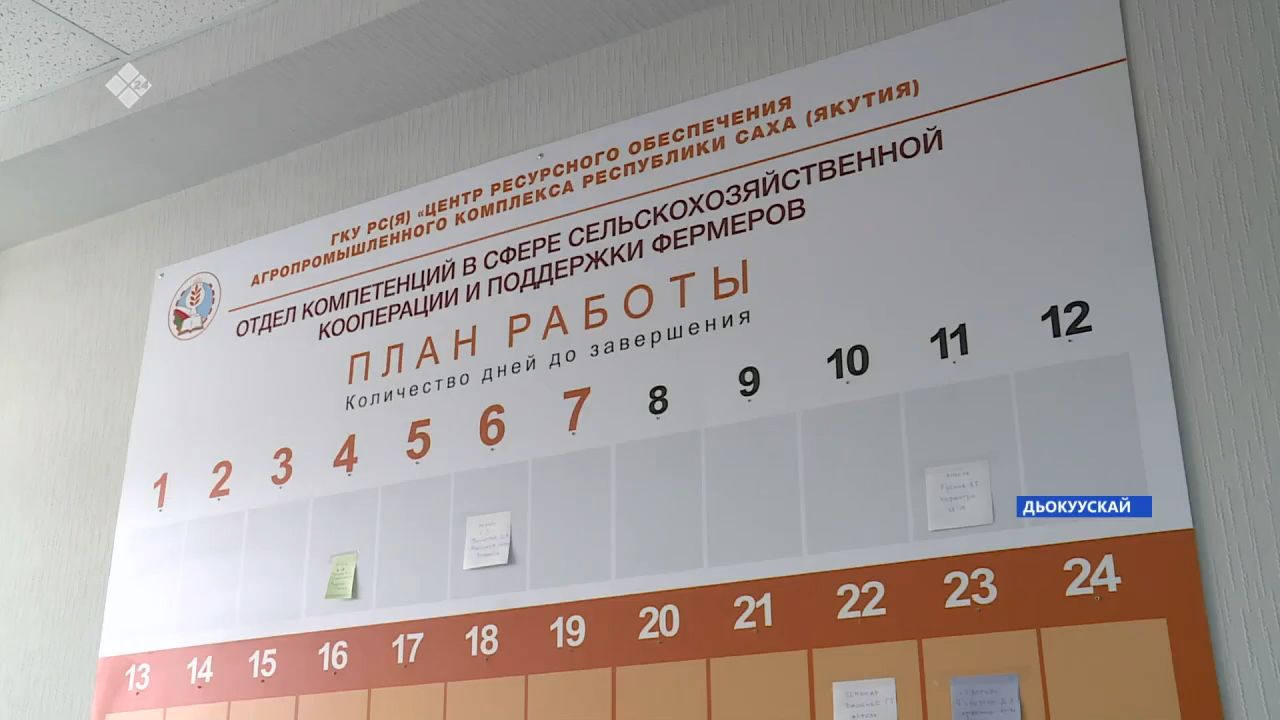 24
ГКУ РС(Я) «ЦЕНТР РЕСУРСНОГО ОБЕСПЕЧЕНИЯ
АГРОПРОМЫШЛЕННОГО КОМПЛЕКСА РЕСПУБЛИКИ САХА (ЯКУТИЯ)
ОТДЕЛ КОМПЕТЕНЦИЙ В СФЕРЕ СЕЛЬСКОХОЗЯЙСТВЕННОЙ
КООПЕРАЦИИ И ПОДДЕРЖКИ ФЕРМЕРОВ
ПЛАН РАБОТЫ
Количество дней до завершения
1 2 3 4 5 6 7 8 9 10 11 12
ДЬОКУУСКАЙ
13 14 15 16 17 18 19 20 21 22 23 24